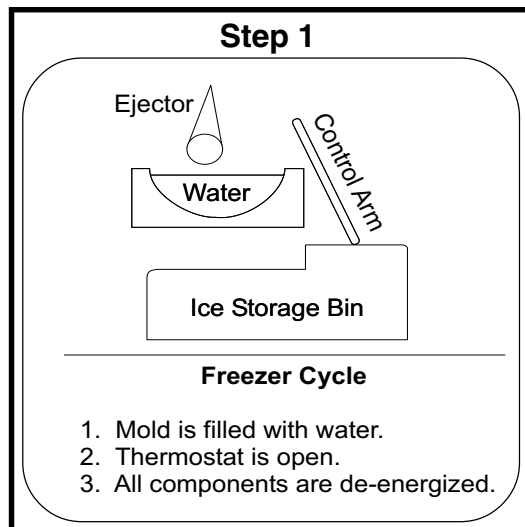 Step 1
Ejector
Control Arm
Water
Ice Storage Bin
Freezer Cycle
1. Mold is filled with water.
2. Thermostat is open.
3. All components are de-energized.